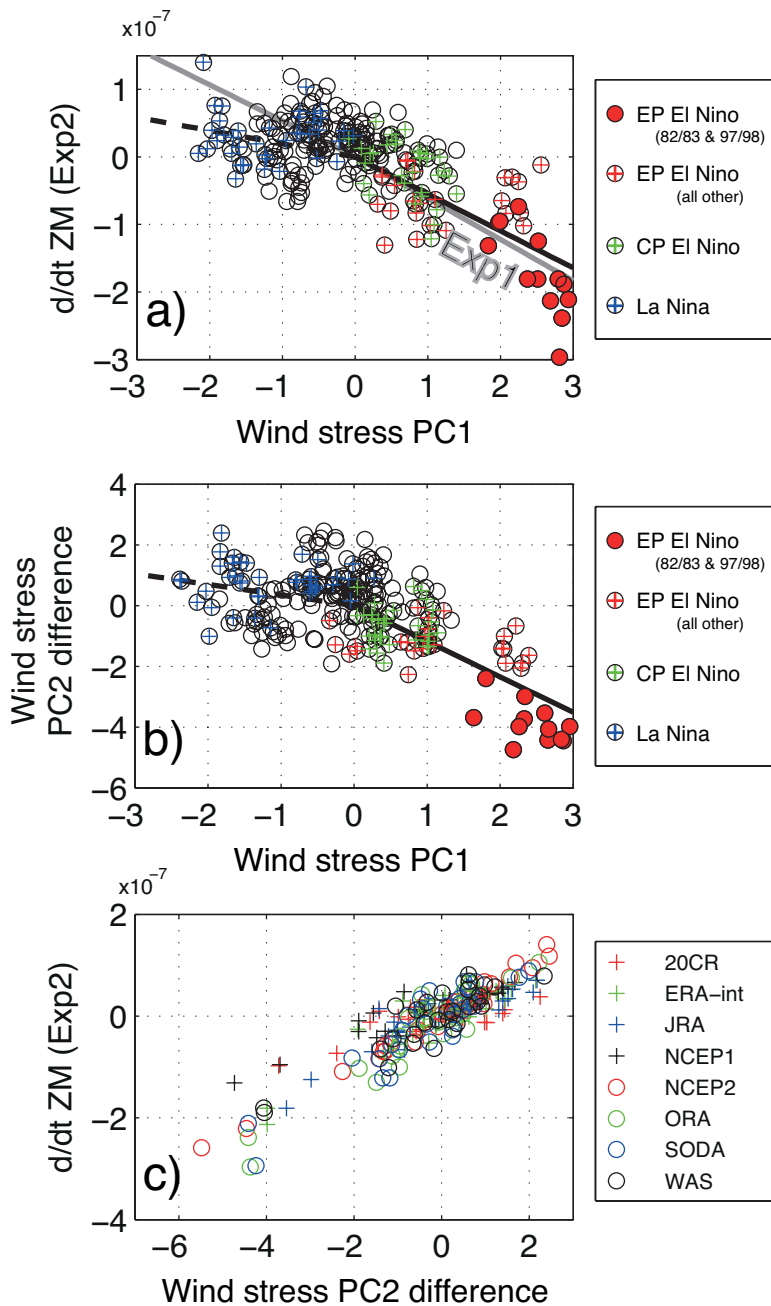 x10⁻⁷
1
0
−1
−2
−3
d/dt ZM (Exp2)
Exp1
a)
−3 −2 −1 0 1 2 3
Wind stress PC1
EP El Nino
(82/83 & 97/98)
EP El Nino
(all other)
CP El Nino
La Nina
4
2
0
−2
−4
−6
Wind stress
PC2 difference
b)
−3 −2 −1 0 1 2 3
Wind stress PC1
EP El Nino
(82/83 & 97/98)
EP El Nino
(all other)
CP El Nino
La Nina
x10⁻⁷
2
0
−2
−4
d/dt ZM (Exp2)
c)
−6 −4 −2 0 2
Wind stress PC2 difference
20CR
ERA−int
JRA
NCEP1
NCEP2
ORA
SODA
WAS